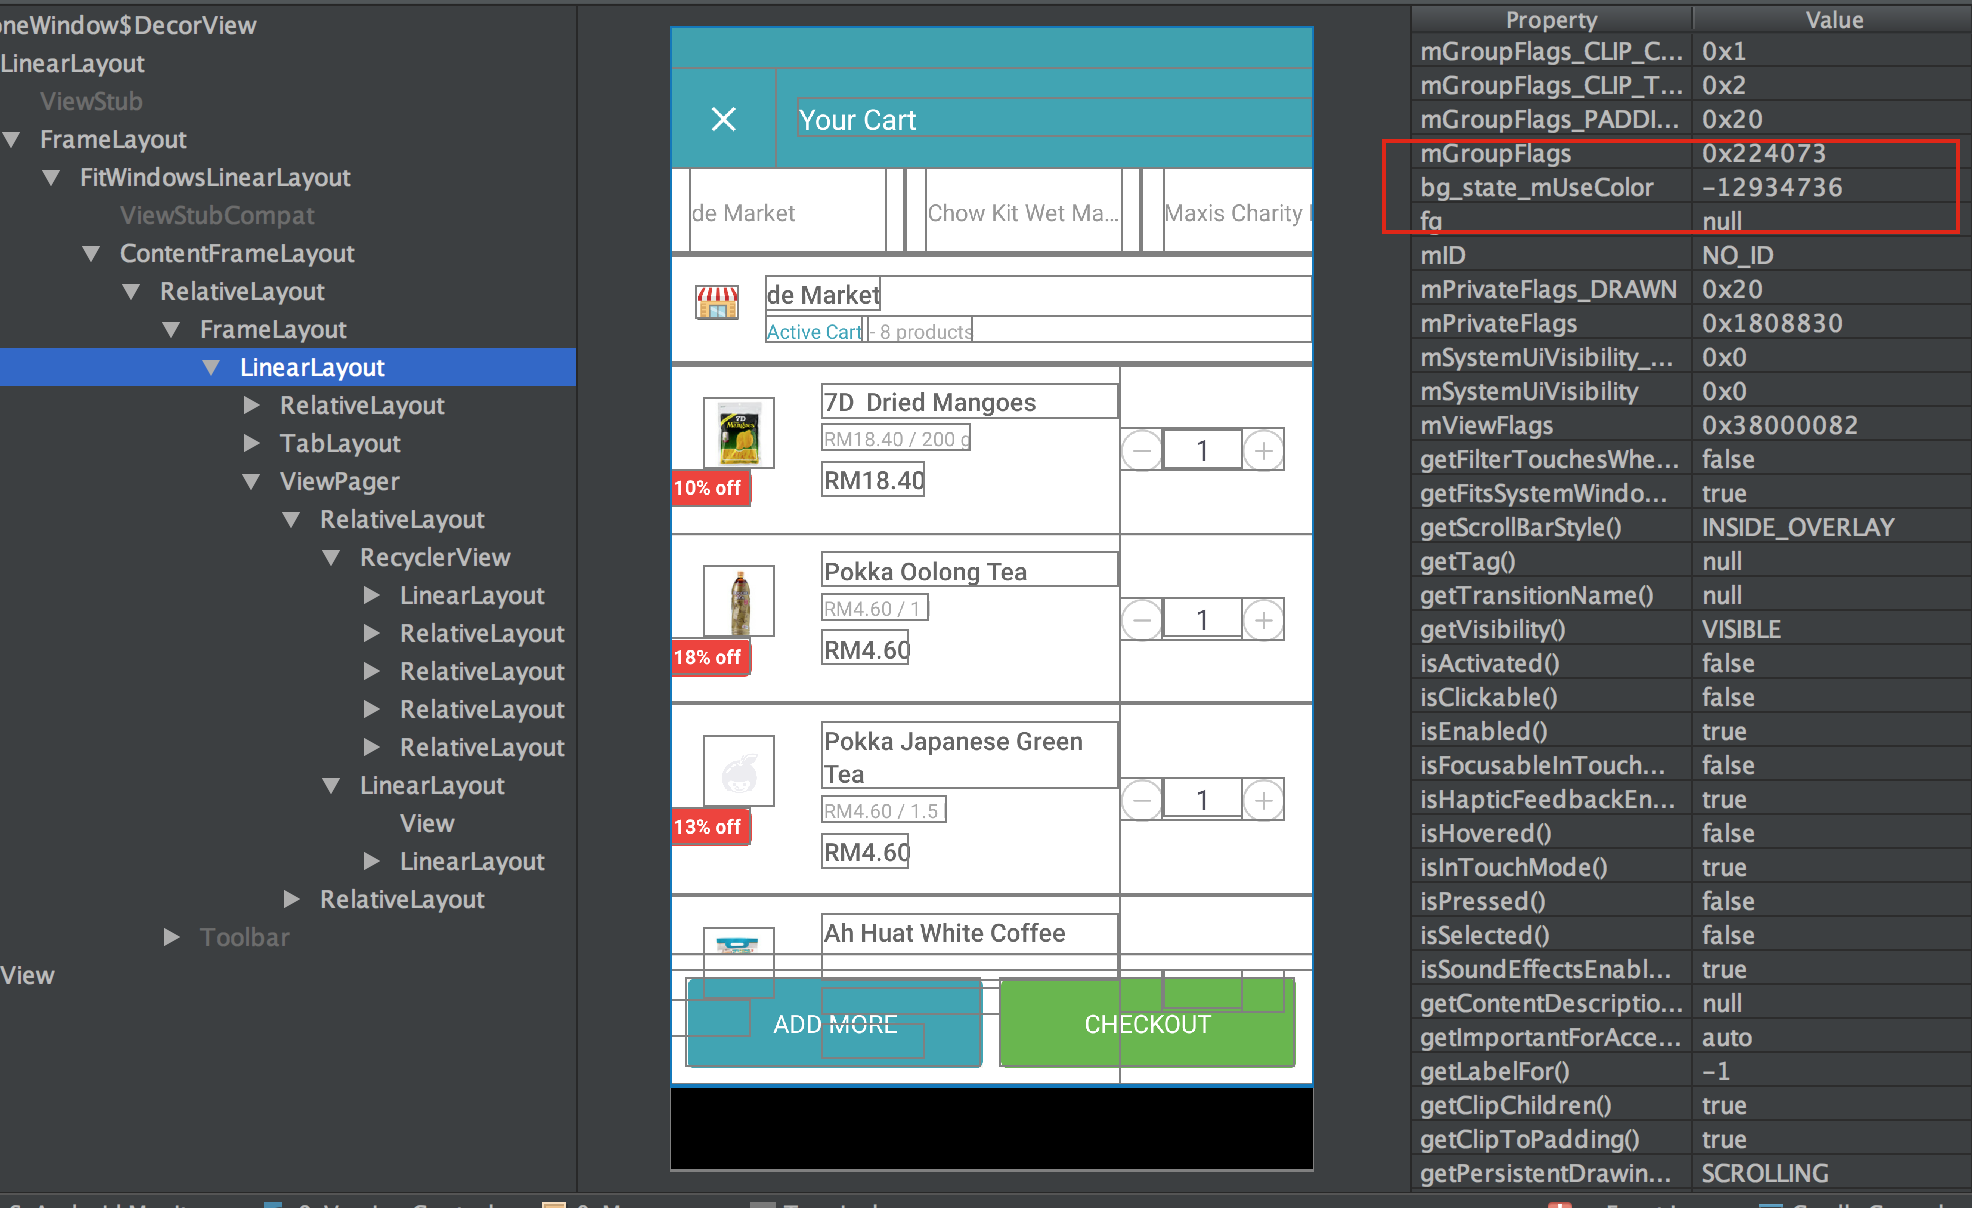 oneWindow$DecorView
LinearLayout
ViewStub
FrameLayout
FitWindowsLinearLayout
ViewStubCompat
ContentFrameLayout
RelativeLayout
FrameLayout
LinearLayout
RelativeLayout
TabLayout
ViewPager
RelativeLayout
RecyclerView
LinearLayout
RelativeLayout
RelativeLayout
RelativeLayout
RelativeLayout
LinearLayout
View
LinearLayout
RelativeLayout
Toolbar
View
Your Cart
de Market
Chow Kit Wet Ma...
Maxis Charity
de Market
Active Cart - 8 products
7D Dried Mangoes
RM18.40 / 200 g
RM18.40
10% off
1
Pokka Oolong Tea
RM4.60 / 1
RM4.60
18% off
1
Pokka Japanese Green
Tea
RM4.60 / 1.5
RM4.60
13% off
1
Ah Huat White Coffee
ADD MORE
CHECKOUT
Property Value
mGroupFlags_CLIP_C... 0x1
mGroupFlags_CLIP_T... 0x2
mGroupFlags_PADDI... 0x20
mGroupFlags 0x224073
bg_state_mUseColor -12934736
fg null
mID NO_ID
mPrivateFlags_DRAWN 0x20
mPrivateFlags 0x1808830
mSystemUiVisibility_... 0x0
mSystemUiVisibility 0x0
mViewFlags 0x38000082
getFilterTouchesWhe... false
getFitsSystemWindo... true
getScrollBarStyle() INSIDE_OVERLAY
getTag() null
getTransitionName() null
getVisibility() VISIBLE
isActivated() false
isClickable() false
isEnabled() true
isFocusableInTouch... false
isHapticFeedbackEn... true
isHovered() false
isInTouchMode() true
isPressed() false
isSelected() false
isSoundEffectsEnabl... true
getContentDescriptio... null
getImportantForAcce... auto
getLabelFor() -1
getClipChildren() true
getClipToPadding() true
getPersistentDrawin... SCROLLING